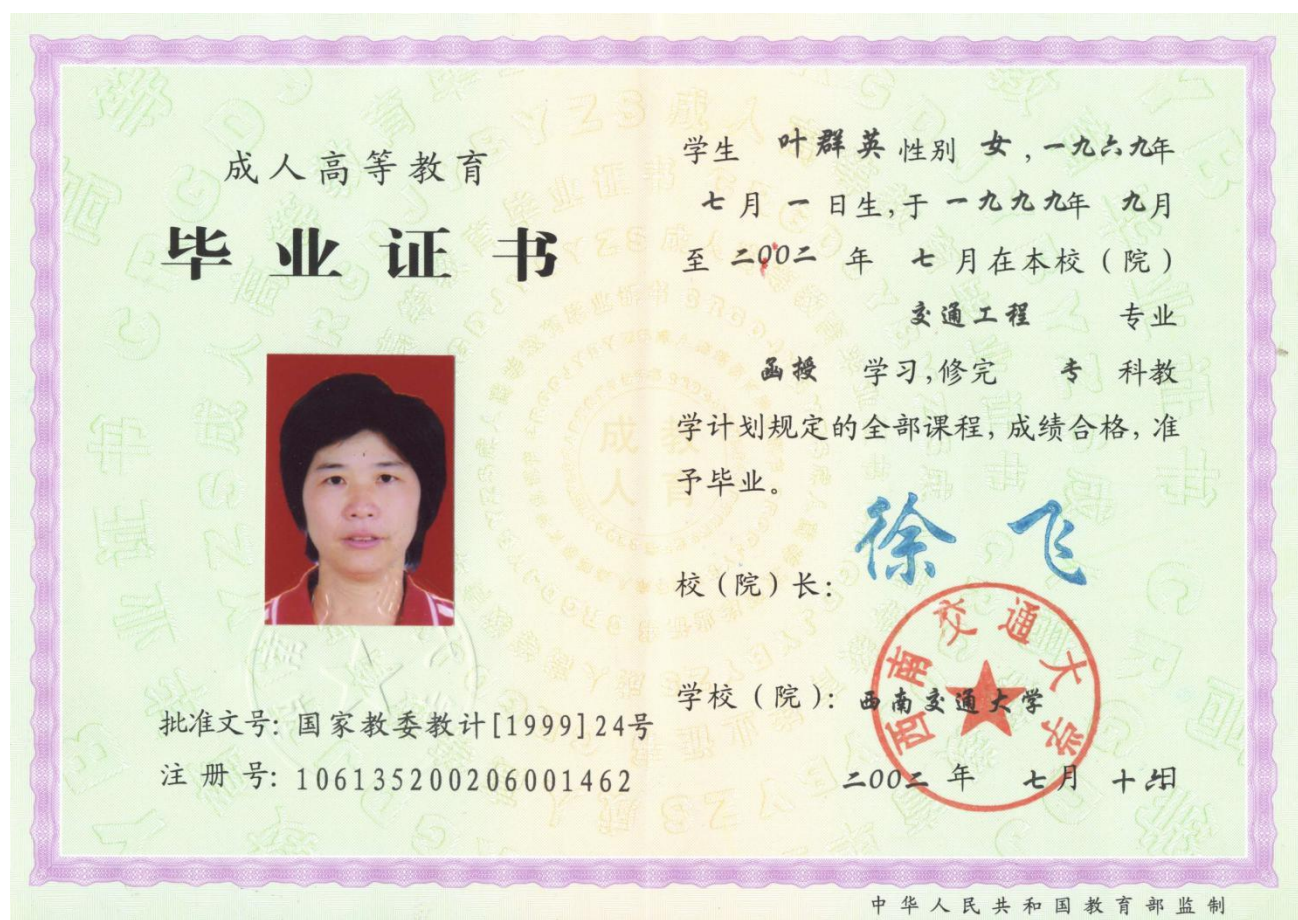 成人高等教育
毕业证书
批准文号: 国家教委教计[1999]24号
注册号: 106135200206001462
学生 叶群英 性别 女,一九六九年
七月 一 日生,于 一九九九年 九月
至 二00二 年 七 月在本校(院)
交通工程 专业
函授 学习,修完 专 科教
学计划规定的全部课程,成绩合格,准
予毕业。
校(院)长: 徐飞
学校(院): 西南交通大学
西南交通大学
二00二 年 七月 十 日
中华人民共和国教育部监制
成人教育